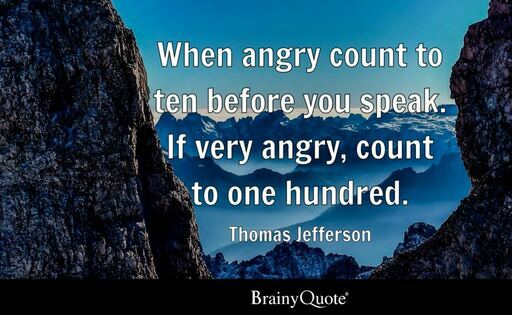 When angry count to
ten before you speak.
If very angry, count
to one hundred.
Thomas Jefferson
BrainyQuote®